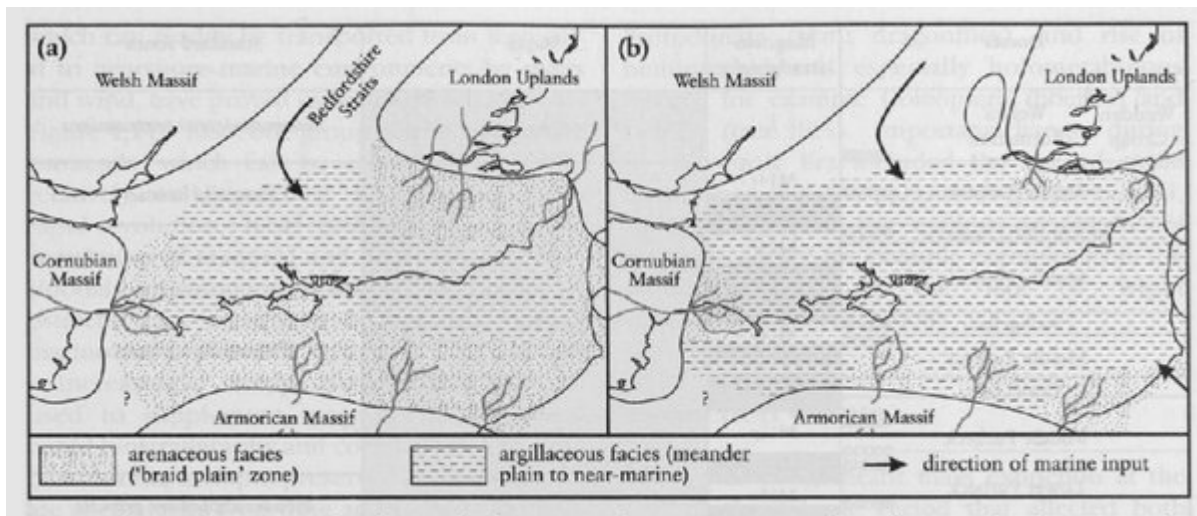 (a)
Welsh Massif
Bedfordshire
Straits
London Uplands
Cornubian
Massif
?
Armorican Massif
(b)
Welsh Massif
London Uplands
Cornubian
Massif
?
Armorican Massif
arenaceous facies
('braid plain' zone)
argillaceous facies (meander
plain to near-marine)
direction of marine input